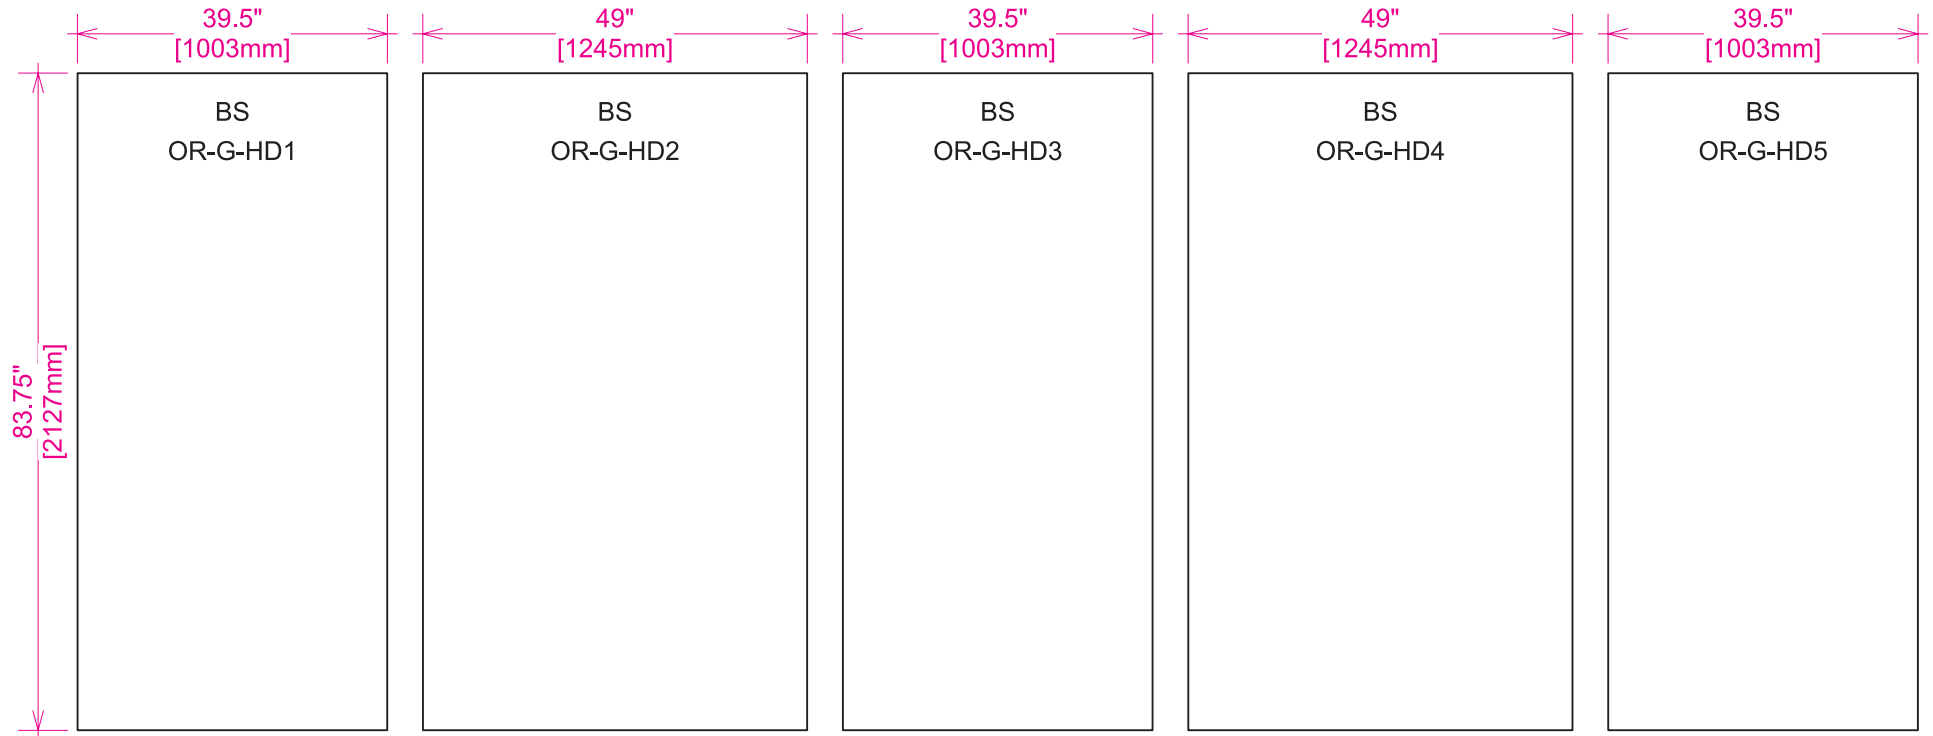 39.5"
[1003mm]
49"
[1245mm]
39.5"
[1003mm]
49"
[1245mm]
39.5"
[1003mm]
83.75"
[2127mm]
BS
OR-G-HD1
BS
OR-G-HD2
BS
OR-G-HD3
BS
OR-G-HD4
BS
OR-G-HD5